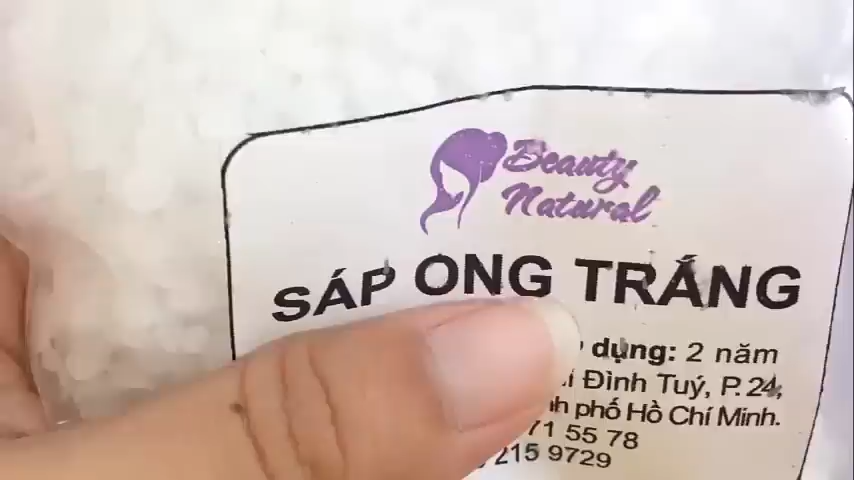 Beauty
Natural
SÁP ONG TRẮNG
dụng: 2 năm
Đình Tuý, P.24,
phố Hồ Chí Minh.
71 55 78
215 9729